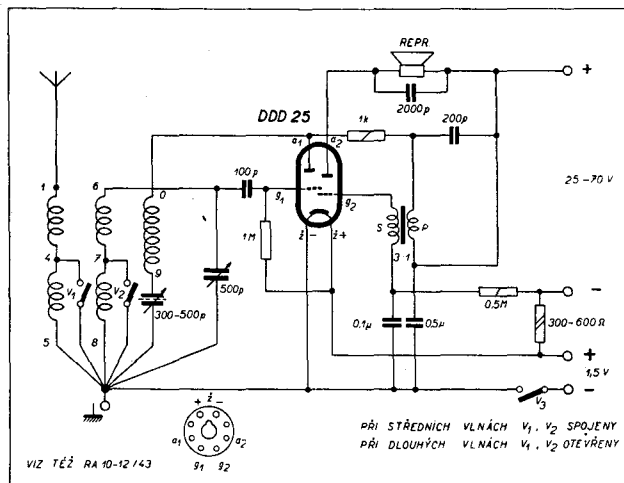 REPR.
+
2000p
DDD 25
a1
a2
1k
200p
1
6
0
100p
g1
g2
25–70 V
ž-
ž+
1M
S
P
3:1
4
7
9
V1
V2
500p
300–500p
-
0.5M
0.1µ
0.5µ
300–600Ω
5
8
+
1,5 V
-
V3
+ ž -
a1
a2
g1
g2
PŘI STŘEDNÍCH VLNÁCH V1, V2 SPOJENY
PŘI DLOUHÝCH VLNÁCH V1, V2 OTEVŘENY
VIZ TÉŽ RA 10-12/43